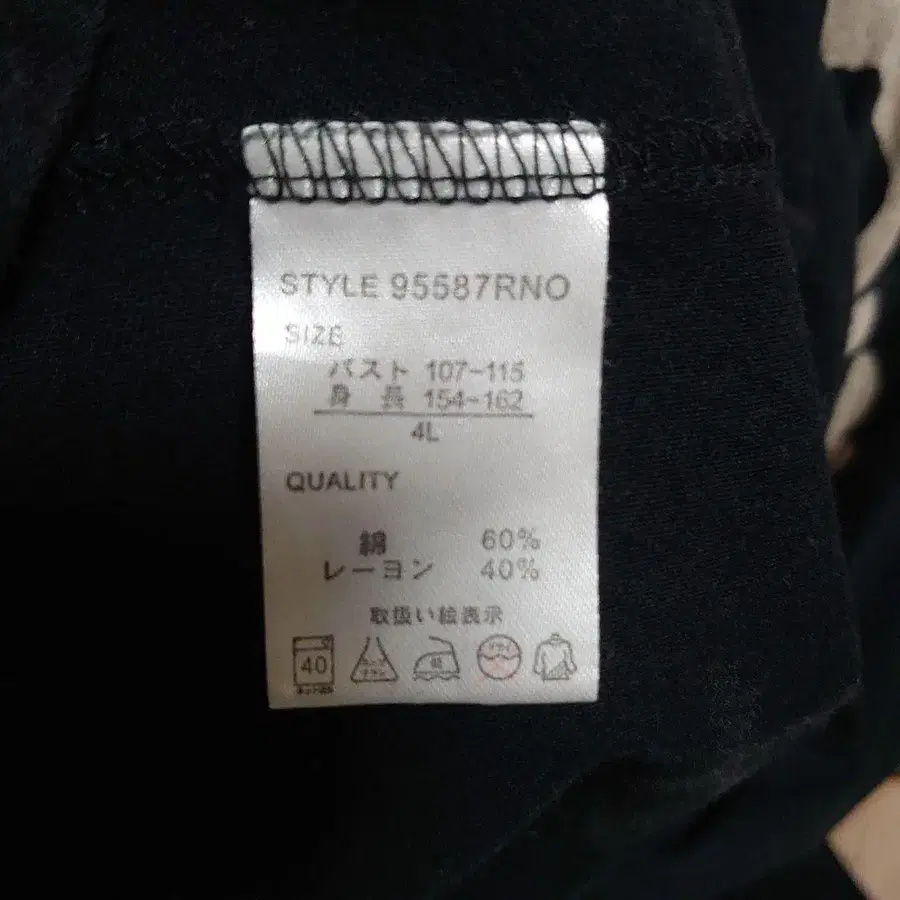 STYLE 95587RNO
SIZE
バスト 107~115
身 長 154~162
4L
QUALITY
綿 60%
レーヨン 40%
取扱い絵表示
40